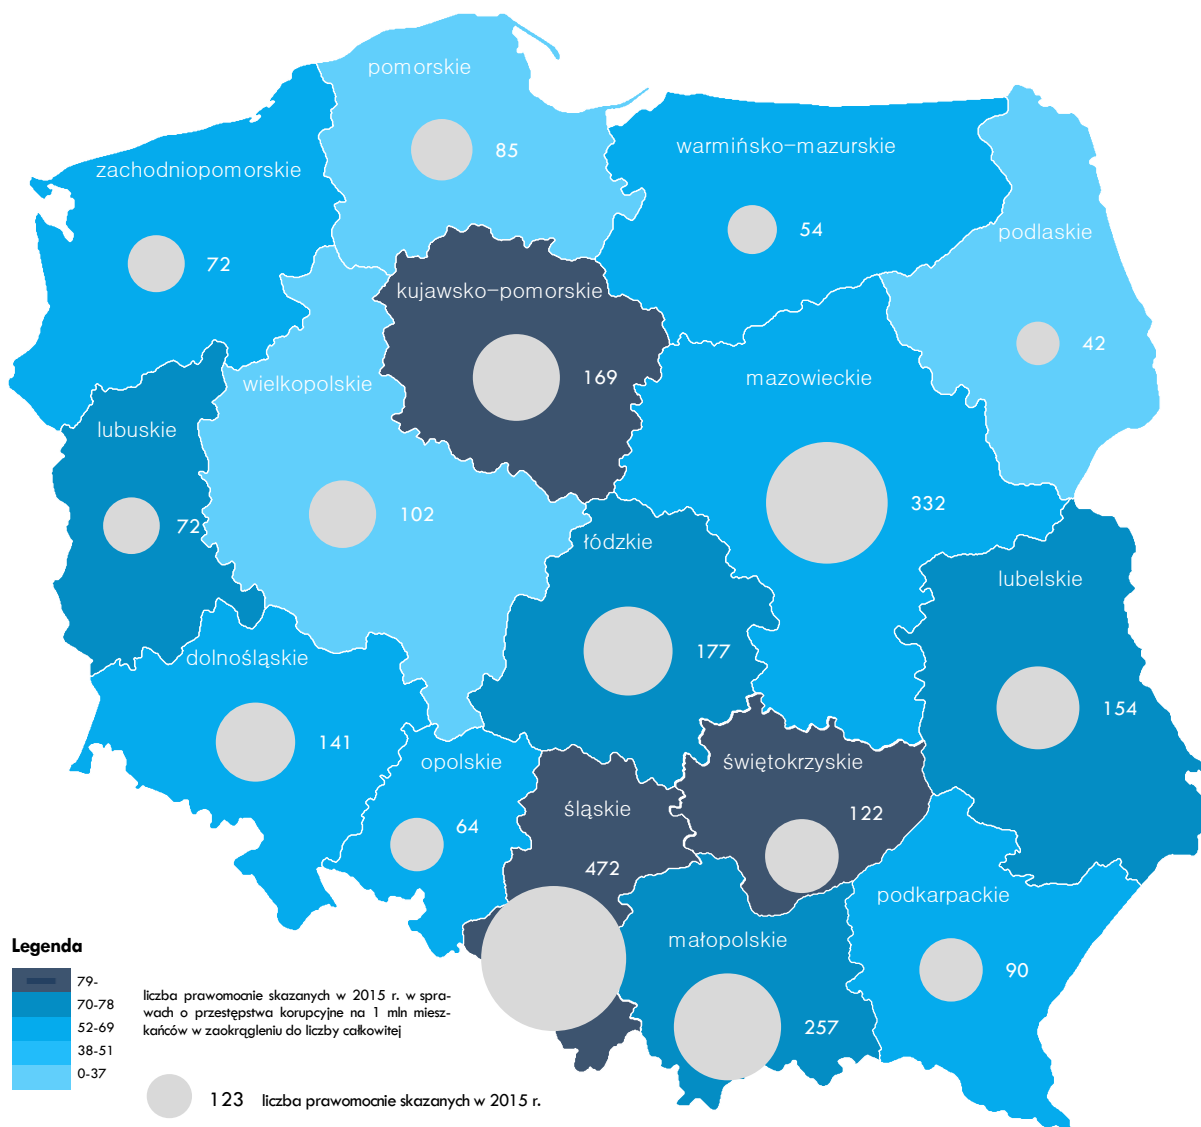 pomorskie
85
warmińsko–mazurskie
54
zachodniopomorskie
72
podlaskie
42
kujawsko–pomorskie
169
wielkopolskie
102
mazowieckie
332
lubuskie
72
łódzkie
177
lubelskie
154
dolnośląskie
141
opolskie
64
śląskie
472
świętokrzyskie
122
podkarpackie
90
małopolskie
257
Legenda
79-
70-78
52-69
38-51
0-37
liczba prawomocnie skazanych w 2015 r. w spra-
wach o przestępstwa korupcyjne na 1 mln miesz-
kańców w zaokrągleniu do liczby całkowitej
123 liczba prawomocnie skazanych w 2015 r.